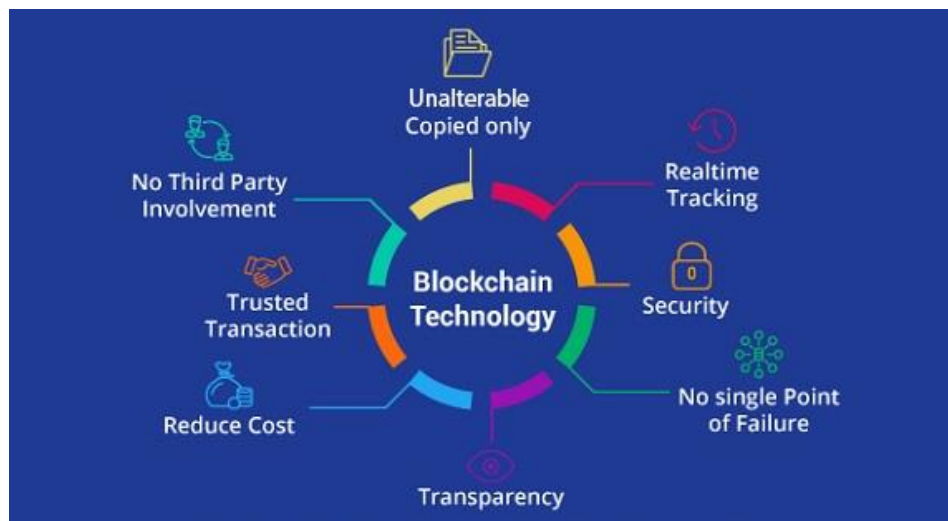 Unalterable
Copied only
Realtime
Tracking
No Third Party
Involvement
Blockchain
Technology
Security
Trusted
Transaction
No single Point
of Failure
Reduce Cost
Transparency